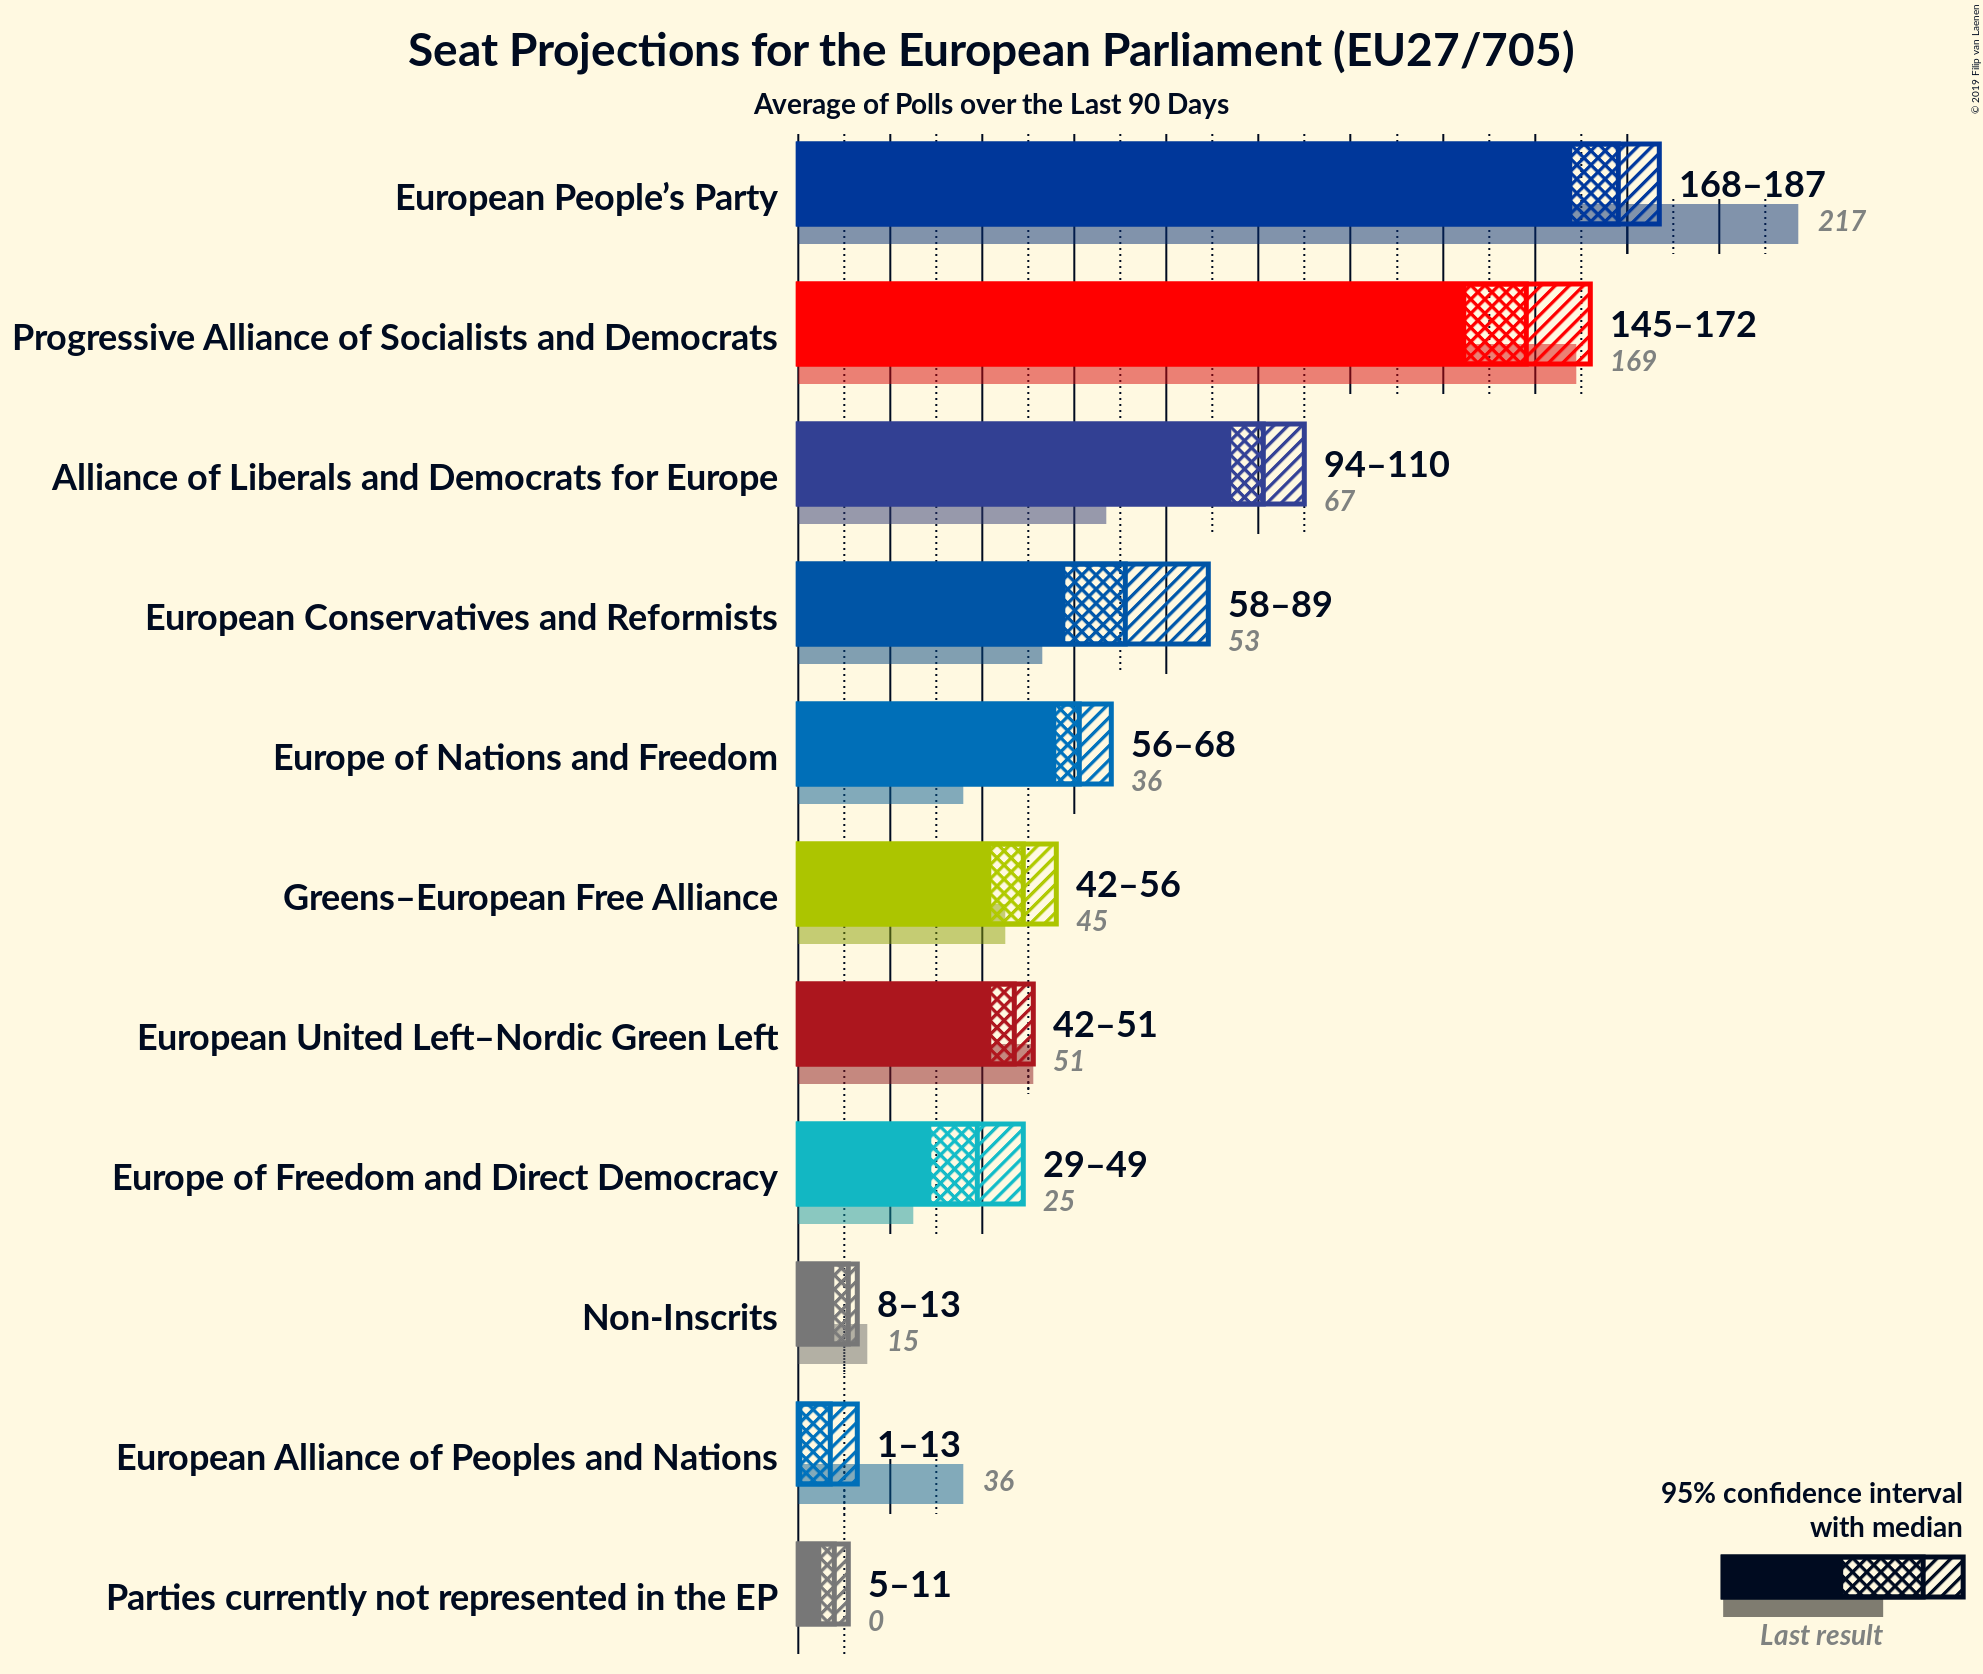 Seat Projections for the European Parliament (EU27/705)
Average of Polls over the Last 90 Days
© 2019 Filip van Laenen
European People’s Party
168–187
217
Progressive Alliance of Socialists and Democrats
145–172
169
Alliance of Liberals and Democrats for Europe
94–110
67
European Conservatives and Reformists
58–89
53
Europe of Nations and Freedom
56–68
36
Greens–European Free Alliance
42–56
45
European United Left–Nordic Green Left
42–51
51
Europe of Freedom and Direct Democracy
29–49
25
Non-Inscrits
8–13
15
European Alliance of Peoples and Nations
1–13
36
Parties currently not represented in the EP
5–11
0
95% confidence interval
with median
Last result